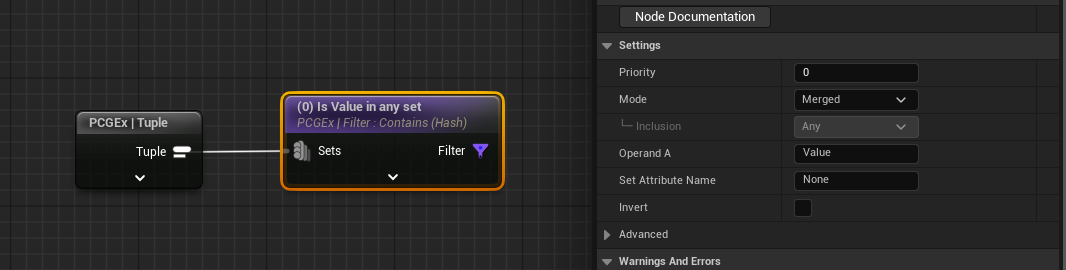 PCGEx | Tuple
Tuple
(0) Is Value in any set
PCGEx | Filter : Contains (Hash)
Sets Filter
Node Documentation
Settings
Priority 0
Mode Merged
Inclusion Any
Operand A Value
Set Attribute Name None
Invert
Advanced
Warnings And Errors